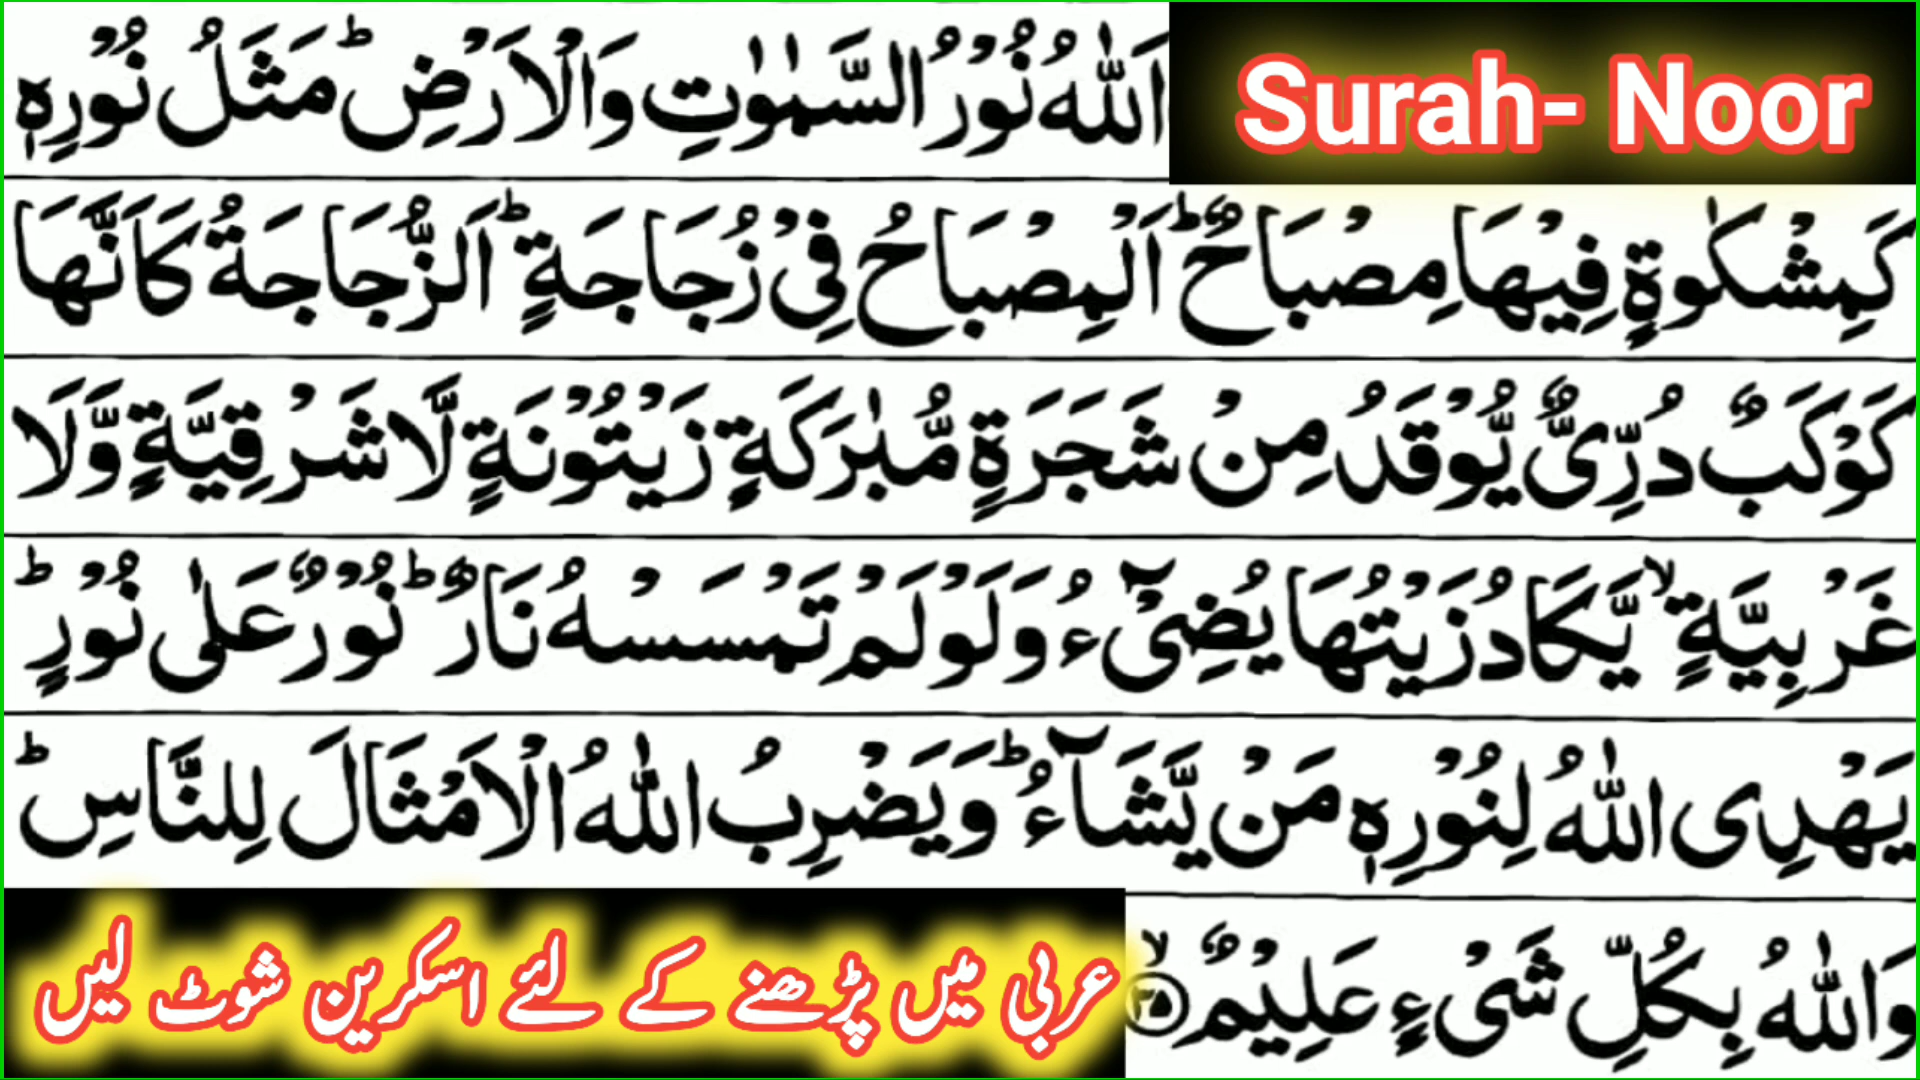 Surah- Noor
اَللّٰهُ نُوْرُ السَّمٰوٰتِ وَالْاَرْضِ ؕ مَثَلُ نُوْرِهٖ
كَمِشْكٰوةٍ فِيْهَا مِصْبَاحٌ ؕ اَلْمِصْبَاحُ فِيْ زُجَاجَةٍ ؕ اَلزُّجَاجَةُ كَاَنَّهَا
كَوْكَبٌ دُرِّيٌّ يُّوْقَدُ مِنْ شَجَرَةٍ مُّبٰرَكَةٍ زَيْتُوْنَةٍ لَّا شَرْقِيَّةٍ وَّلَا
غَرْبِيَّةٍ ۙ يَّكَادُ زَيْتُهَا يُضِيْٓءُ وَلَوْ لَمْ تَمْسَسْهُ نَارٌ ؕ نُوْرٌ عَلٰى نُوْرٍ ؕ
يَهْدِى اللّٰهُ لِنُوْرِهٖ مَنْ يَّشَآءُ ؕ وَيَضْرِبُ اللّٰهُ الْاَمْثَالَ لِلنَّاسِ ؕ
وَاللّٰهُ بِكُلِّ شَىْءٍ عَلِيْمٌ ۙ ﴿۳۵﴾
عربی میں پڑھنے کے لئے اسکرین شوٹ لیں